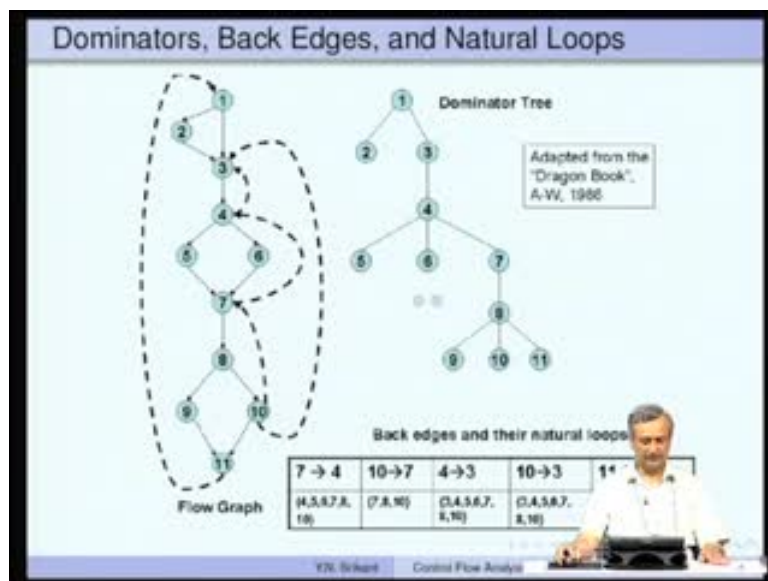 Dominators, Back Edges, and Natural Loops
1
2
3
4
5
6
7
8
9
10
11
Flow Graph
Dominator Tree
1
2
3
4
5
6
7
8
9
10
11
Adapted from the
"Dragon Book",
A-W, 1986
Back edges and their natural loops
7→4 10→7 4→3 10→3 11
{4,5,6,7,8, {7,8,10} {3,4,5,6,7, {3,4,5,6,7,
10} 8,10} 8,10}
Y.N. Srikant Control Flow Analysis